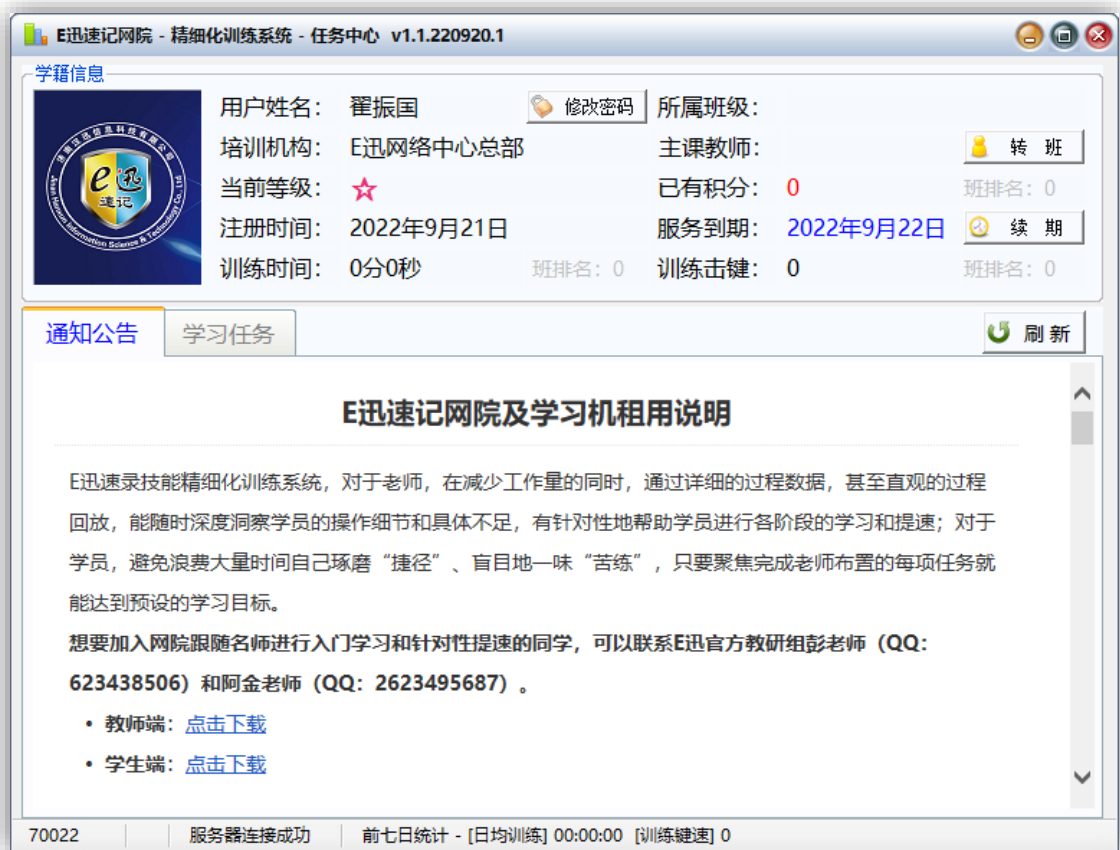 E迅速记网院 - 精细化训练系统 - 任务中心 v1.1.220920.1
学籍信息
用户姓名： 翟振国 修改密码 所属班级：
培训机构： E迅网络中心总部 主课教师： 转 班
当前等级： 已有积分： 0 班排名：0
注册时间： 2022年9月21日 服务到期： 2022年9月22日 续 期
训练时间： 0分0秒 班排名：0 训练击键： 0 班排名：0
e迅
速记
通知公告 学习任务 刷 新
E迅速记网院及学习机租用说明
E迅速录技能精细化训练系统，对于老师，在减少工作量的同时，通过详细的过程数据，甚至直观的过程
回放，能随时深度洞察学员的操作细节和具体不足，有针对性地帮助学员进行各阶段的学习和提速；对于
学员，避免浪费大量时间自己琢磨“捷径”、盲目地一味“苦练”，只要聚焦完成老师布置的每项任务就
能达到预设的学习目标。
想要加入网院跟随名师进行入门学习和针对性提速的同学，可以联系E迅官方教研组彭老师（QQ：
623438506）和阿金老师（QQ：2623495687）。
• 教师端：点击下载
• 学生端：点击下载
70022 服务器连接成功 前七日统计 - [日均训练] 00:00:00 [训练键速] 0